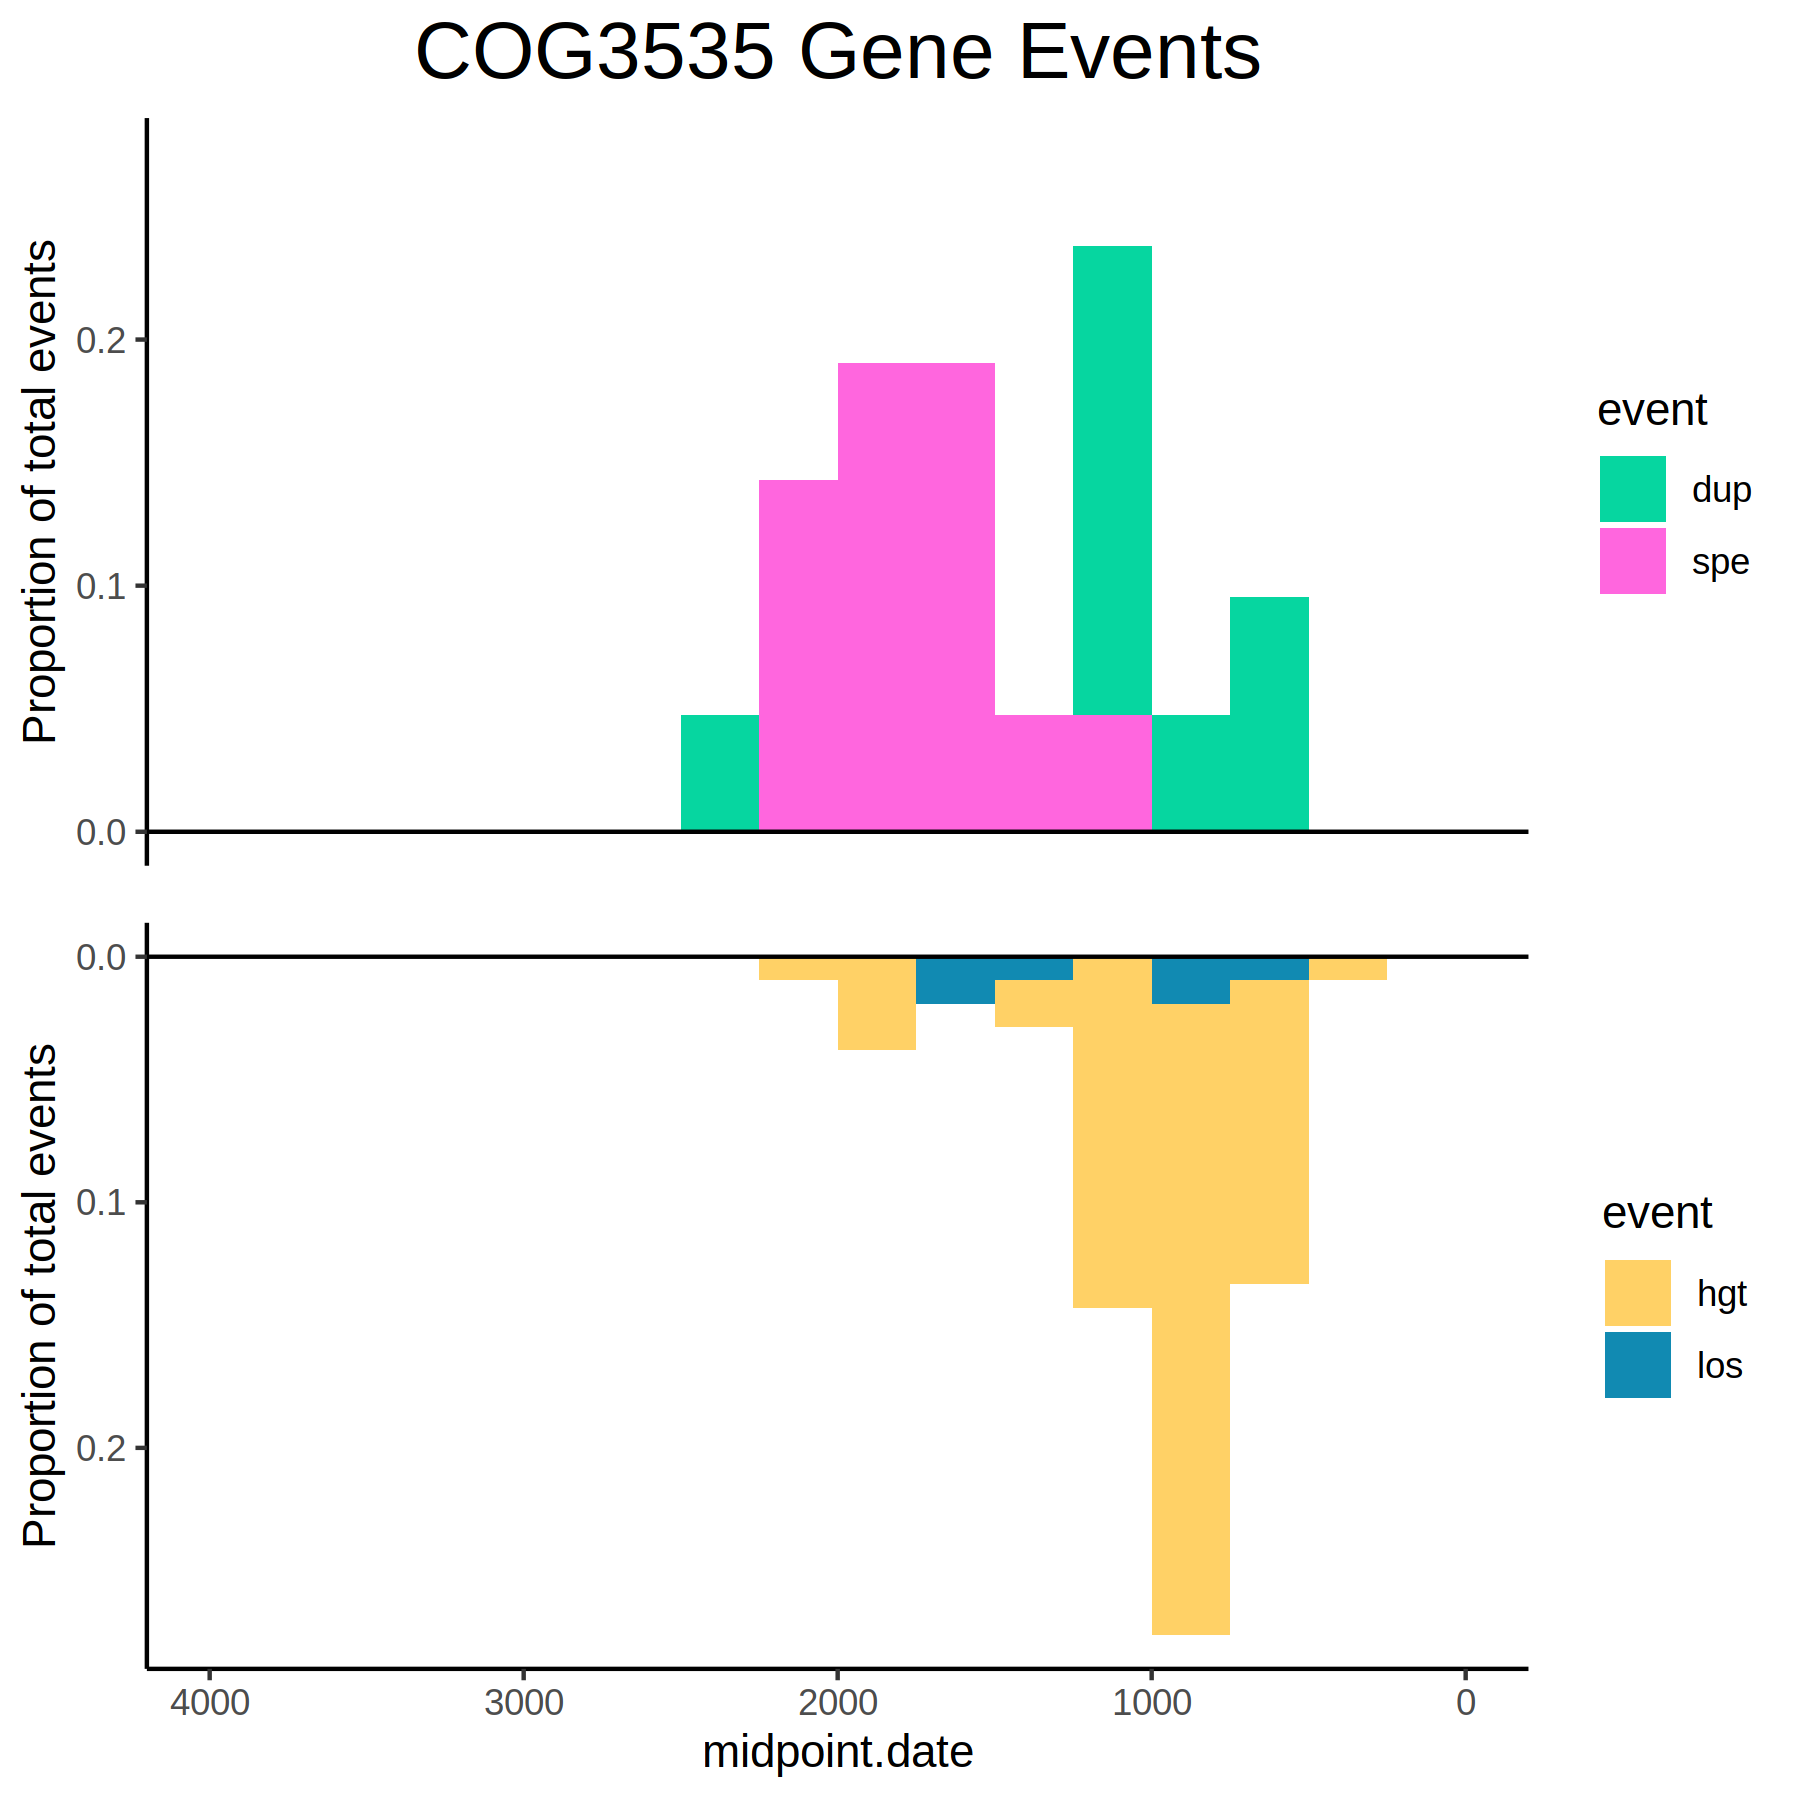 COG3535 Gene Events
Proportion of total events
0.2
0.1
0.0
event
dup
spe
Proportion of total events
0.0
0.1
0.2
event
hgt
los
4000 3000 2000 1000 0
midpoint.date